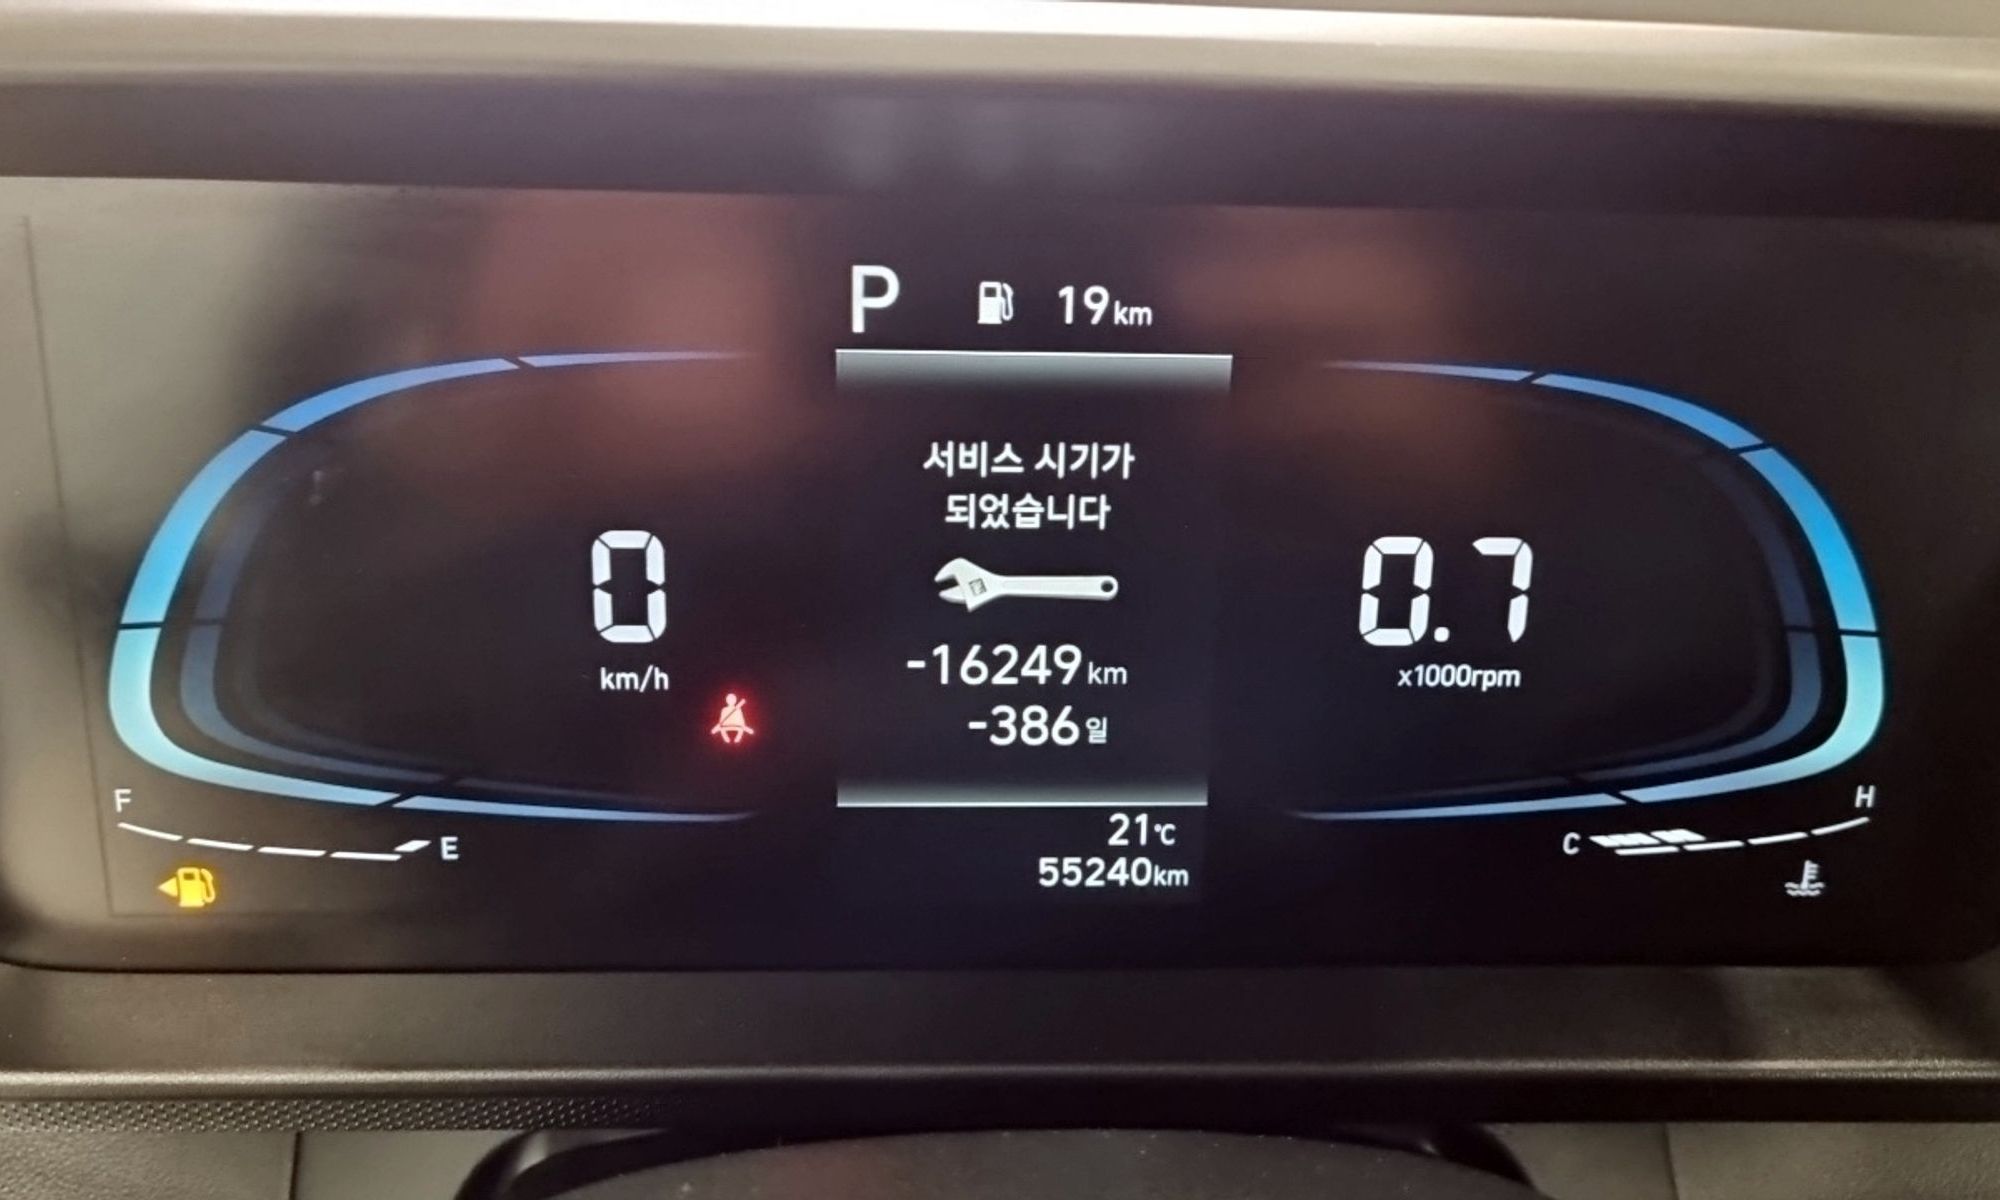 P 19km
서비스 시기가
되었습니다
0
km/h
-16249km
-386일
0.7
x1000rpm
F
E
C
H
21℃
55240km